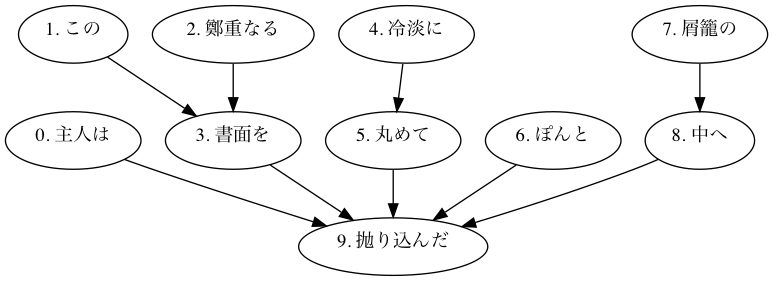 1. この
2. 鄭重なる
4. 冷淡に
7. 屑籠の
0. 主人は
3. 書面を
5. 丸めて
6. ぽんと
8. 中へ
9. 抛り込んだ